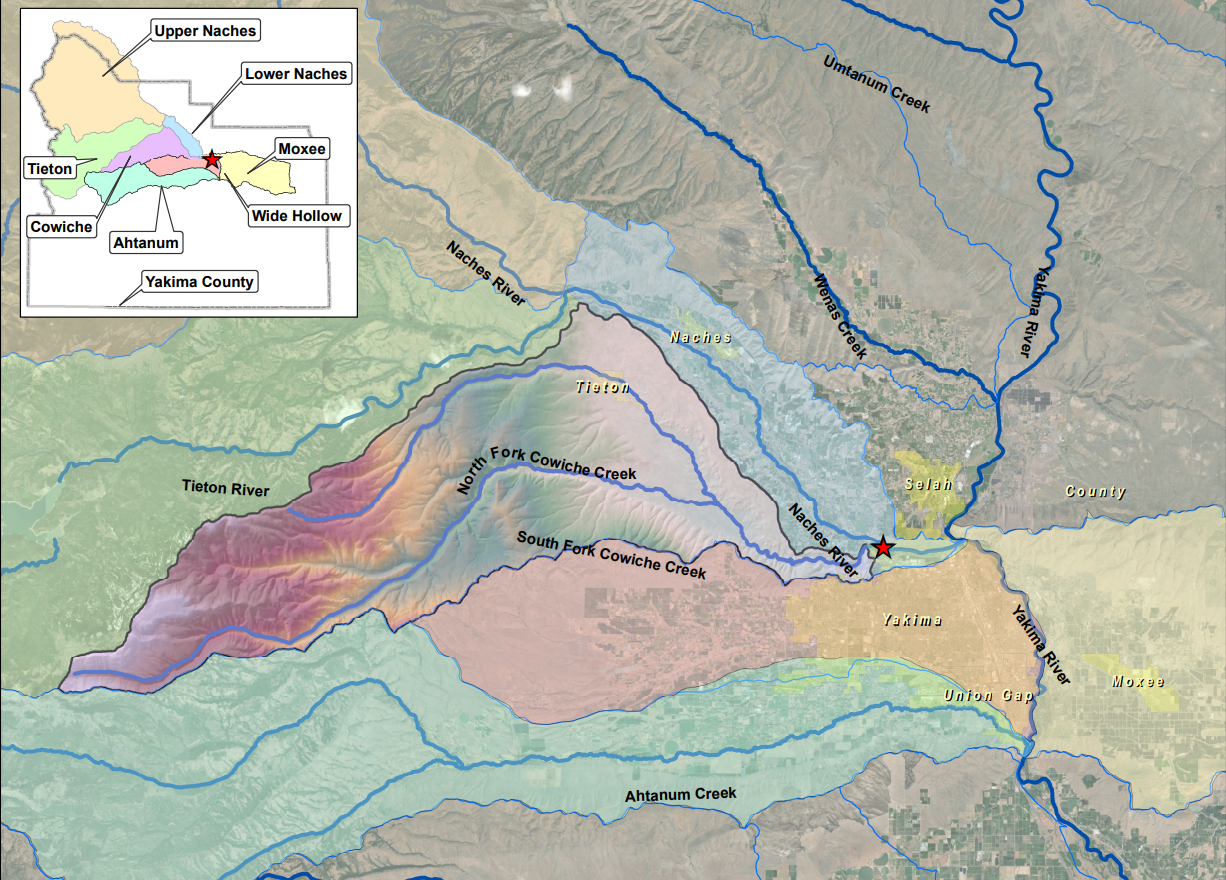 Upper Naches
Lower Naches
Moxee
Tieton
Wide Hollow
Cowiche
Ahtanum
Yakima County
Umtanum Creek
Naches River
Wenas Creek
Yakima River
Naches
Tieton
North Fork Cowiche Creek
Tieton River
Selah
County
Naches River
South Fork Cowiche Creek
Yakima
Yakima River
Moxee
Union Gap
Ahtanum Creek